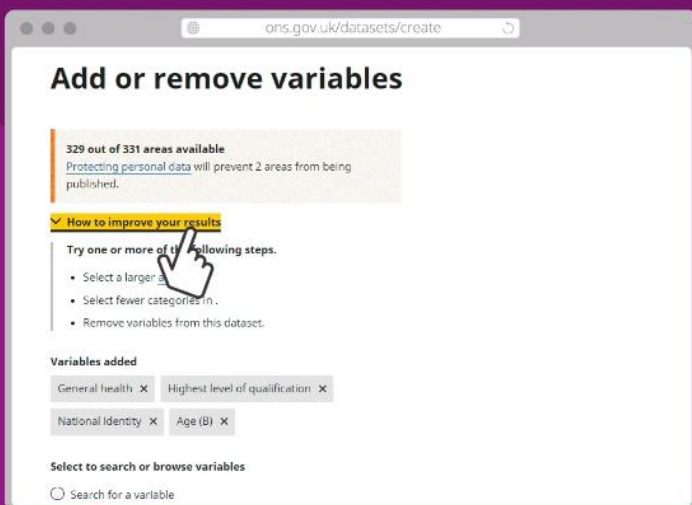 ons.gov.uk/datasets/create
Add or remove variables
329 out of 331 areas available
Protecting personal data will prevent 2 areas from being
published.
How to improve your results
Try one or more of the following steps.
• Select a larger
• Select fewer categories in .
• Remove variables from this dataset.
Variables added
General health × Highest level of qualification ×
National Identity × Age (B) ×
Select to search or browse variables
Search for a variable